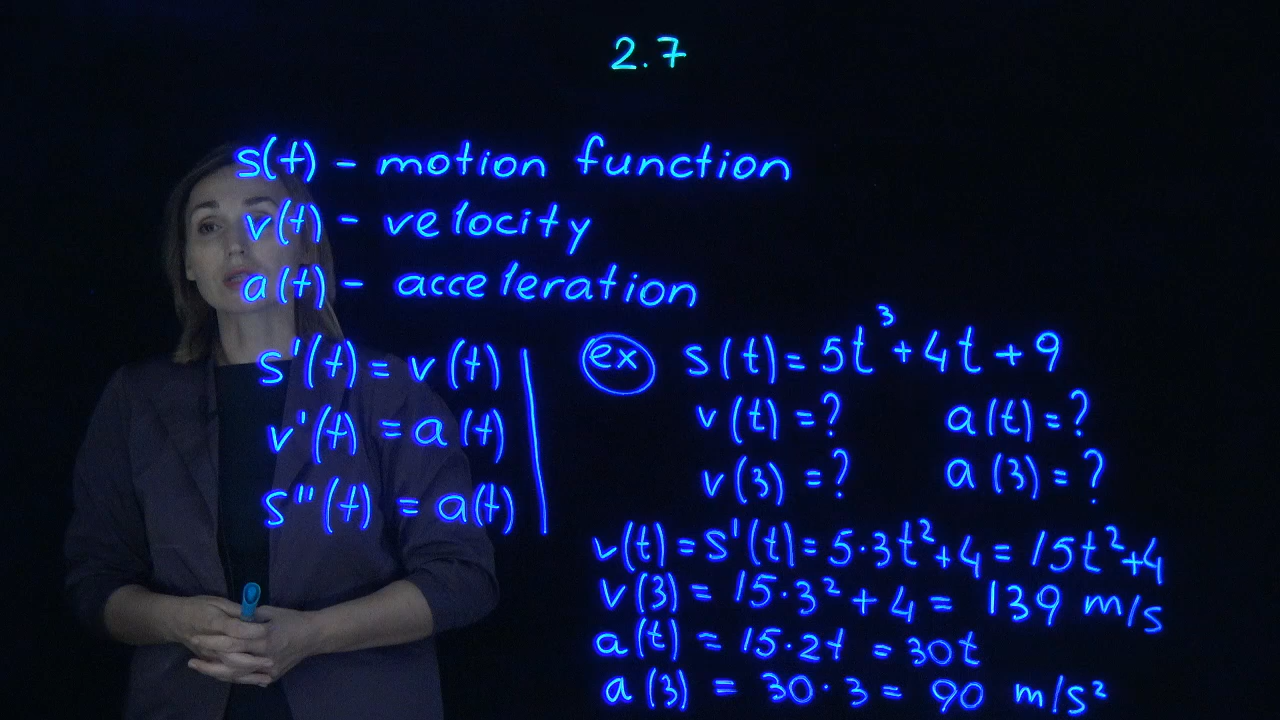 2.7
s(t) – motion function
v(t) – velocity
a(t) – acceleration
s'(t) = v(t)
v'(t) = a(t)
s''(t) = a(t)
ex s(t) = 5t³ + 4t + 9
v(t) = ? a(t) = ?
v(3) = ? a(3) = ?
v(t) = s'(t) = 5·3t² + 4 = 15t² + 4
v(3) = 15·3² + 4 = 139 m/s
a(t) = 15·2t = 30t
a(3) = 30·3 = 90 m/s²